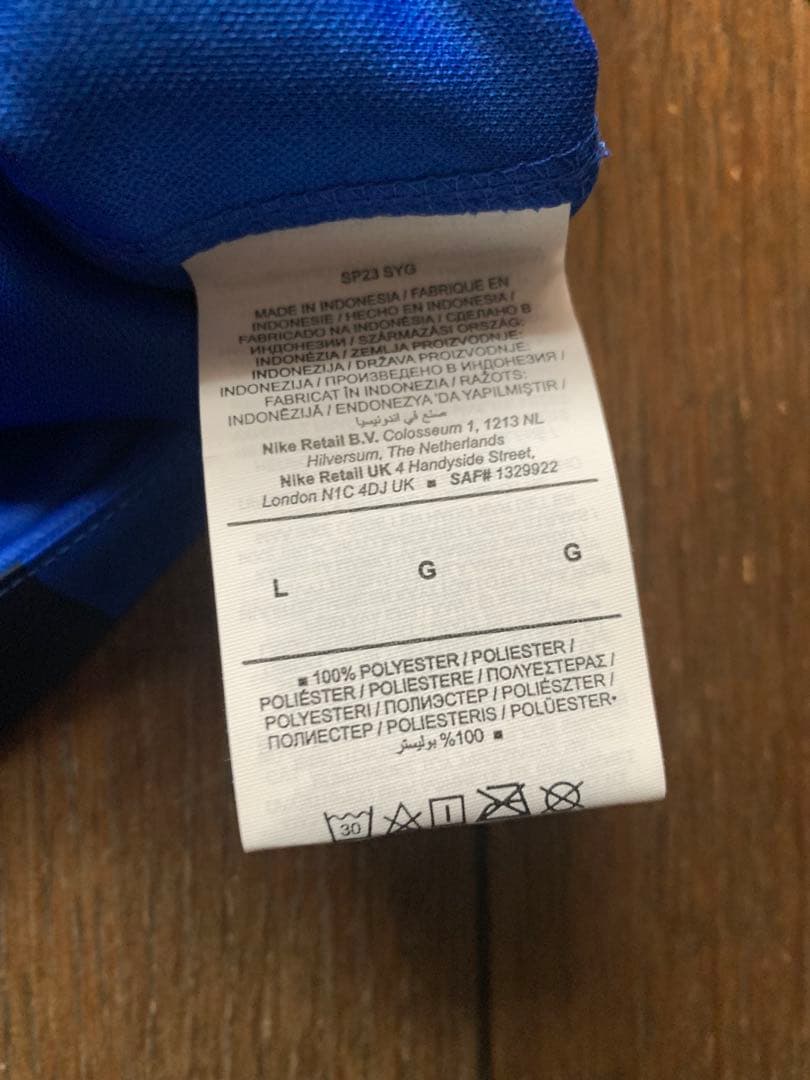 SP23 SYG
MADE IN INDONESIA / FABRIQUE EN
INDONESIE / HECHO EN INDONESIA /
FABRICADO NA INDONÉSIA / СДЕЛАНО В
ИНДОНЕЗИИ / SZÁRMAZÁSI ORSZÁG:
INDONÉZIA / ZEMLJA PROIZVODNJE:
INDONEZIJA / DRŽAVA PROIZVODNJE:
INDONEZIJA / ПРОИЗВЕДЕНО В ИНДОНЕЗИЯ /
FABRICAT ÎN INDONEZIA / RAŽOTS:
INDONĒZIJĀ / ENDONEZYA 'DA YAPILMIŞTIR /
صنع في اندونيسيا
Nike Retail B.V. Colosseum 1, 1213 NL
Hilversum, The Netherlands
Nike Retail UK 4 Handyside Street,
London N1C 4DJ UK ■ SAF# 1329922
L G G
■ 100% POLYESTER / POLIESTER /
POLIÉSTER / POLIESTERE / ΠΟΛΥΕΣΤΕΡΑΣ /
POLYESTERI / ПОЛИЭСТЕР / POLIÉSZTER /
ПОЛИЕСТЕР / POLIESTERIS / POLÜESTER•
100% بوليستر ■
30